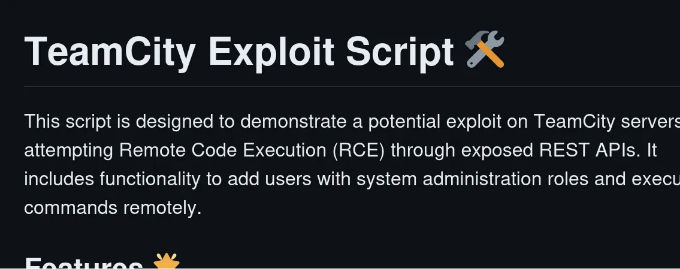 TeamCity Exploit Script 🛠️
This script is designed to demonstrate a potential exploit on TeamCity servers
attempting Remote Code Execution (RCE) through exposed REST APIs. It
includes functionality to add users with system administration roles and execu
commands remotely.
Features 🌟